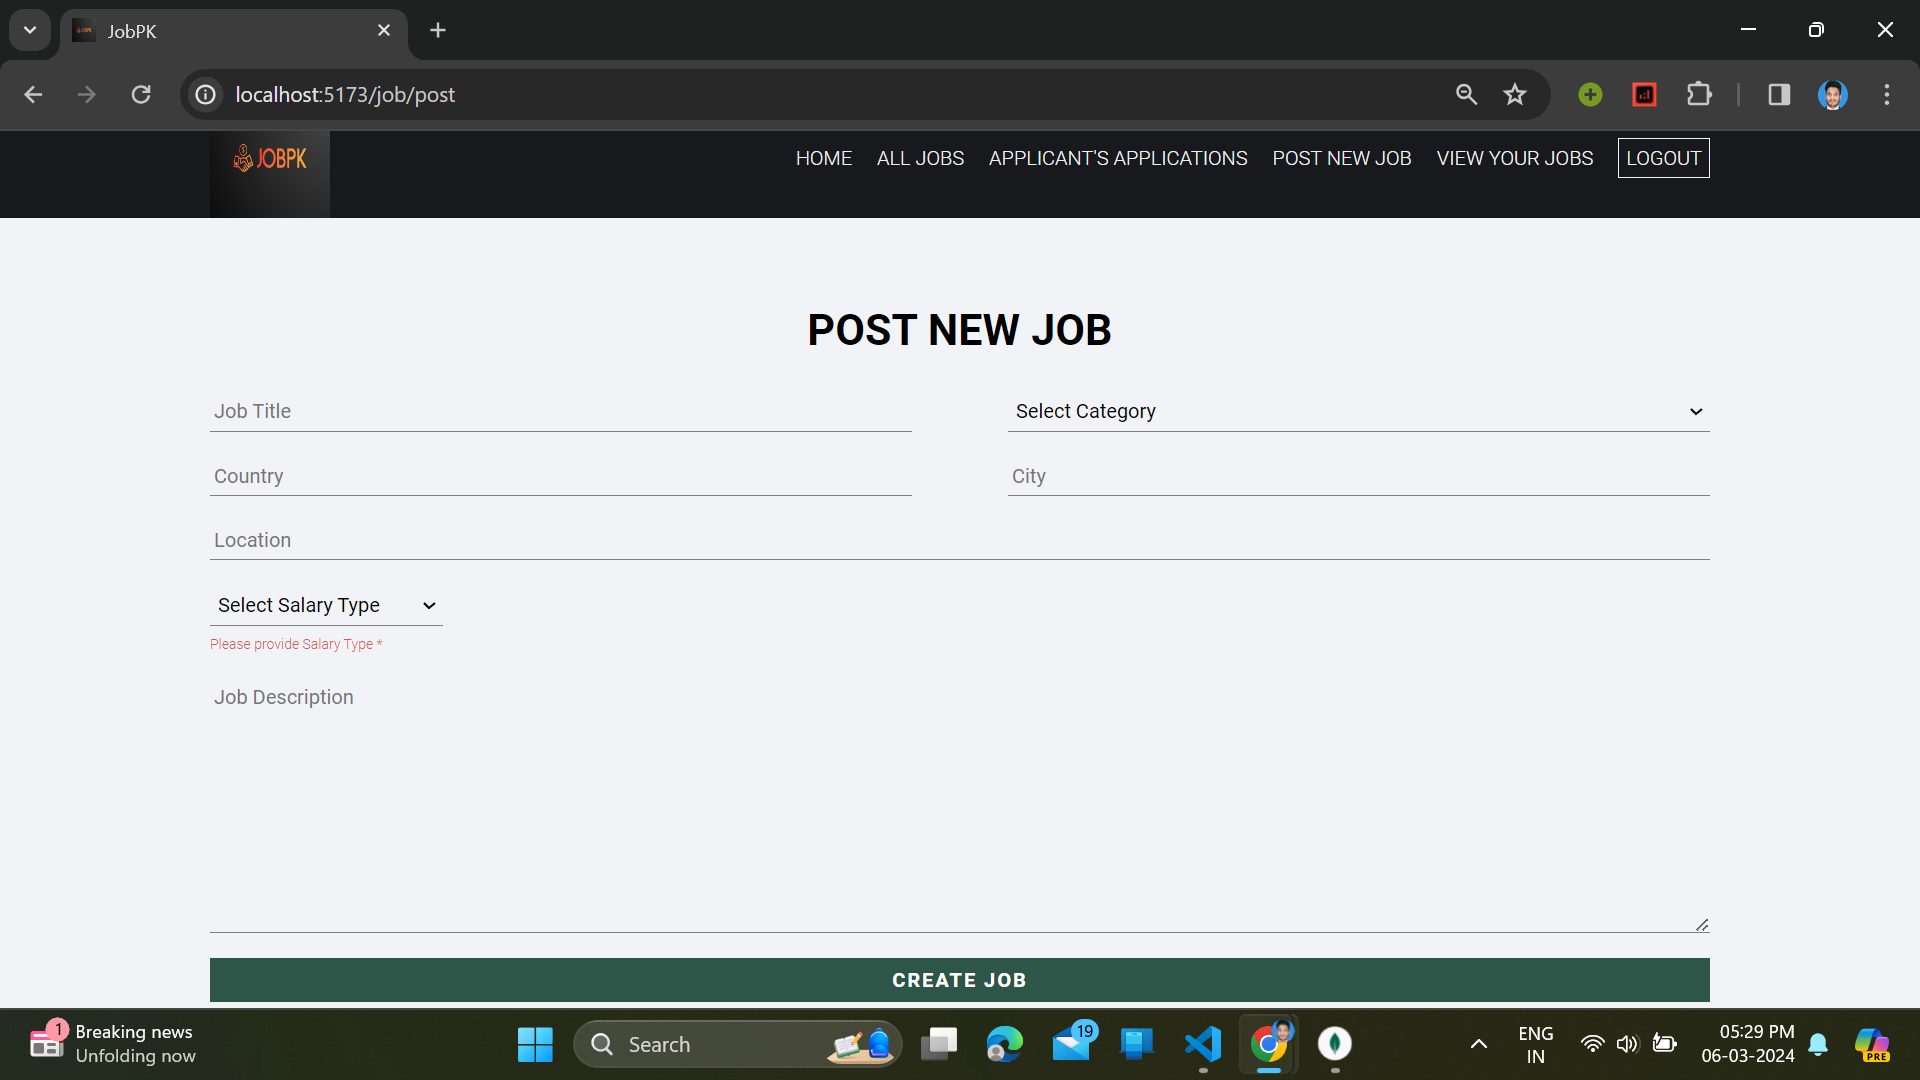 JobPK
localhost:5173/job/post
JOBPK
HOME ALL JOBS APPLICANT'S APPLICATIONS POST NEW JOB VIEW YOUR JOBS LOGOUT
POST NEW JOB
Job Title
Select Category
Country
City
Location
Select Salary Type
Please provide Salary Type *
Job Description
CREATE JOB
1
Breaking news
Unfolding now
Search
19
ENG
IN
05:29 PM
06-03-2024
PRE